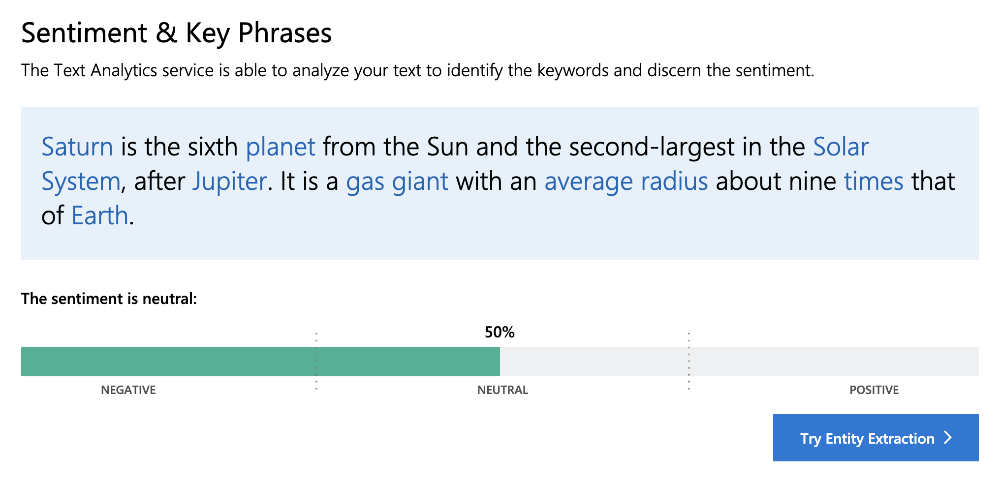 Sentiment & Key Phrases
The Text Analytics service is able to analyze your text to identify the keywords and discern the sentiment.
Saturn is the sixth planet from the Sun and the second-largest in the Solar
System, after Jupiter. It is a gas giant with an average radius about nine times that
of Earth.
The sentiment is neutral:
50%
NEGATIVE NEUTRAL POSITIVE
Try Entity Extraction